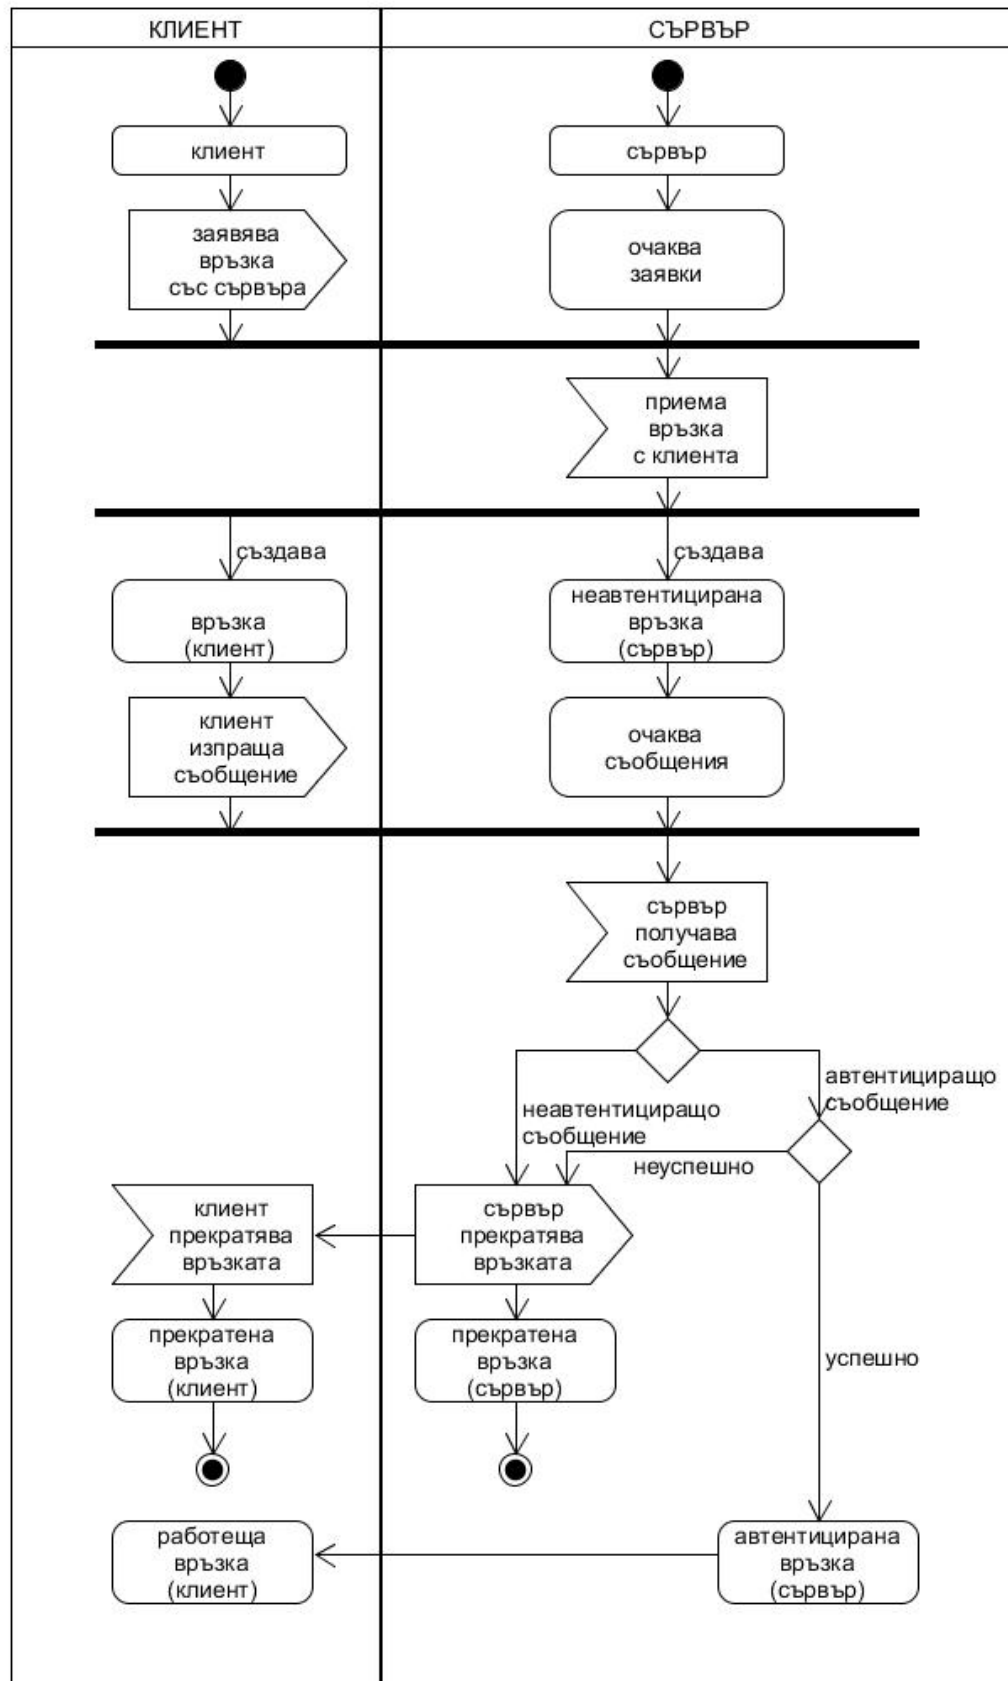 КЛИЕНТ
СЪРВЪР
клиент
сървър
заявява
връзка
със сървъра
очаква
заявки
приема
връзка
с клиента
създава
създава
връзка
(клиент)
неавтентицирана
връзка
(сървър)
клиент
изпраща
съобщение
очаква
съобщения
сървър
получава
съобщение
автентициращо
съобщение
неавтентициращо
съобщение
неуспешно
клиент
прекратява
връзката
сървър
прекратява
връзката
прекратена
връзка
(клиент)
прекратена
връзка
(сървър)
успешно
работеща
връзка
(клиент)
автентицирана
връзка
(сървър)